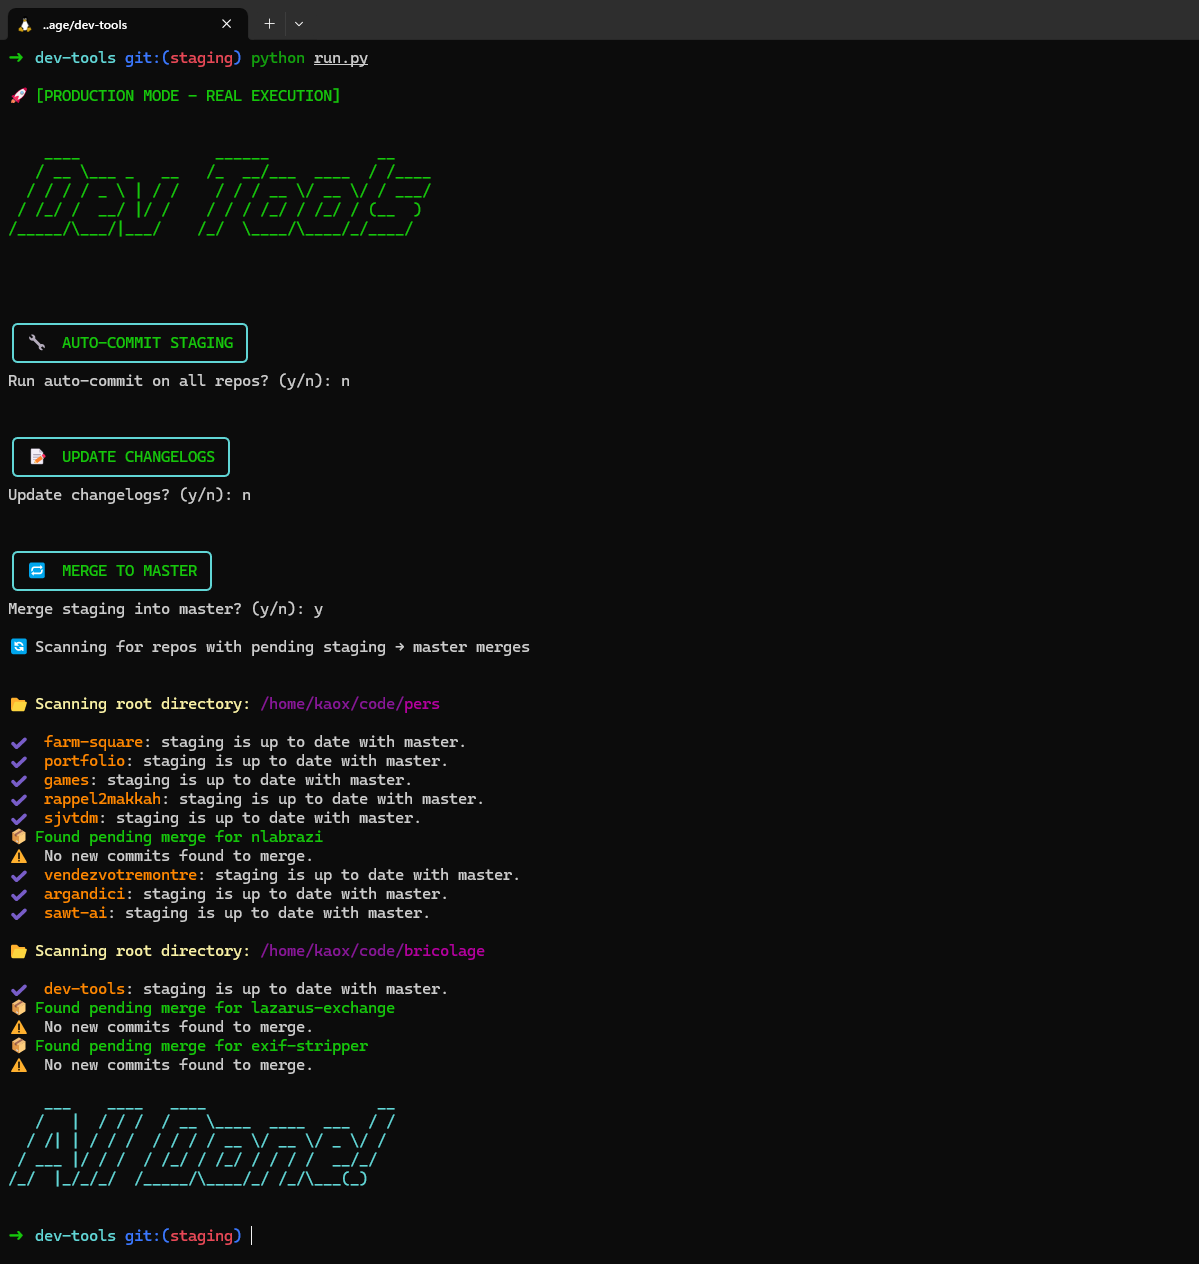 ..age/dev-tools
➜ dev-tools git:(staging) python run.py
🚀 [PRODUCTION MODE - REAL EXECUTION]
Dev Tools
🔧 AUTO-COMMIT STAGING
Run auto-commit on all repos? (y/n): n
📝 UPDATE CHANGELOGS
Update changelogs? (y/n): n
🔁 MERGE TO MASTER
Merge staging into master? (y/n): y
🔄 Scanning for repos with pending staging → master merges
📂 Scanning root directory: /home/kaox/code/pers
✔ farm-square: staging is up to date with master.
✔ portfolio: staging is up to date with master.
✔ games: staging is up to date with master.
✔ rappel2makkah: staging is up to date with master.
✔ sjvtdm: staging is up to date with master.
📦 Found pending merge for nlabrazi
⚠ No new commits found to merge.
✔ vendezvotremontre: staging is up to date with master.
✔ argandici: staging is up to date with master.
✔ sawt-ai: staging is up to date with master.
📂 Scanning root directory: /home/kaox/code/bricolage
✔ dev-tools: staging is up to date with master.
📦 Found pending merge for lazarus-exchange
⚠ No new commits found to merge.
📦 Found pending merge for exif-stripper
⚠ No new commits found to merge.
All Done!
➜ dev-tools git:(staging)